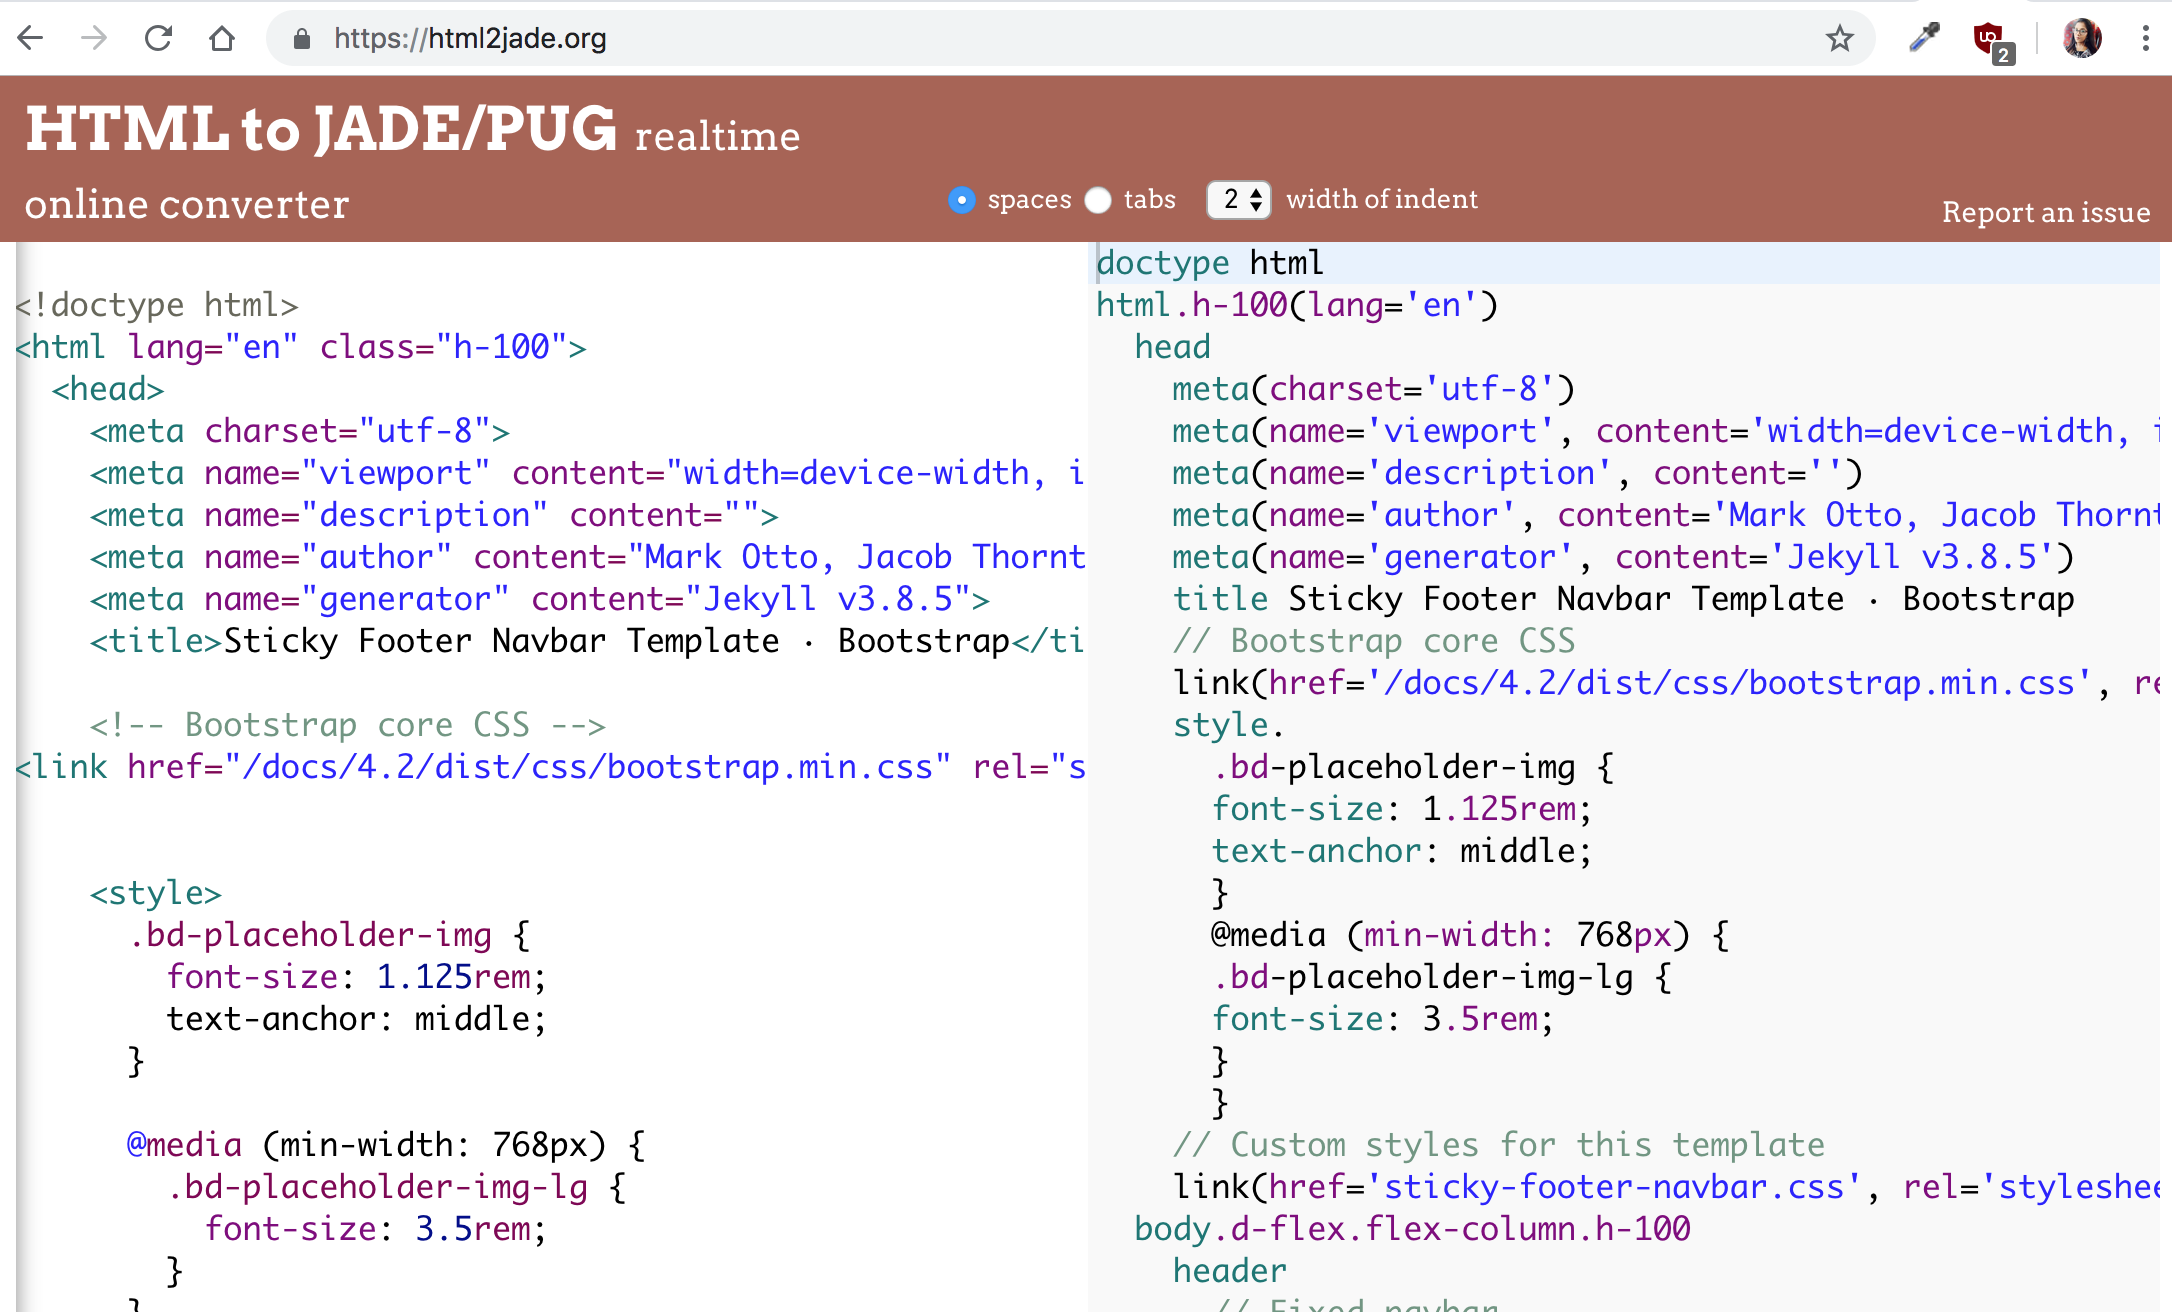 https://html2jade.org
2
HTML to JADE/PUG realtime
online converter
spaces tabs 2 width of indent
Report an issue
<!doctype html>
<html lang="en" class="h-100">
<head>
<meta charset="utf-8">
<meta name="viewport" content="width=device-width, i
<meta name="description" content="">
<meta name="author" content="Mark Otto, Jacob Thornt
<meta name="generator" content="Jekyll v3.8.5">
<title>Sticky Footer Navbar Template · Bootstrap</ti
<!-- Bootstrap core CSS -->
<link href="/docs/4.2/dist/css/bootstrap.min.css" rel="s
<style>
.bd-placeholder-img {
font-size: 1.125rem;
text-anchor: middle;
}
@media (min-width: 768px) {
.bd-placeholder-img-lg {
font-size: 3.5rem;
}
}
doctype html
html.h-100(lang='en')
head
meta(charset='utf-8')
meta(name='viewport', content='width=device-width, i
meta(name='description', content='')
meta(name='author', content='Mark Otto, Jacob Thornt
meta(name='generator', content='Jekyll v3.8.5')
title Sticky Footer Navbar Template · Bootstrap
// Bootstrap core CSS
link(href='/docs/4.2/dist/css/bootstrap.min.css', re
style.
.bd-placeholder-img {
font-size: 1.125rem;
text-anchor: middle;
}
@media (min-width: 768px) {
.bd-placeholder-img-lg {
font-size: 3.5rem;
}
}
// Custom styles for this template
link(href='sticky-footer-navbar.css', rel='styleshee
body.d-flex.flex-column.h-100
header
// Fixed navbar